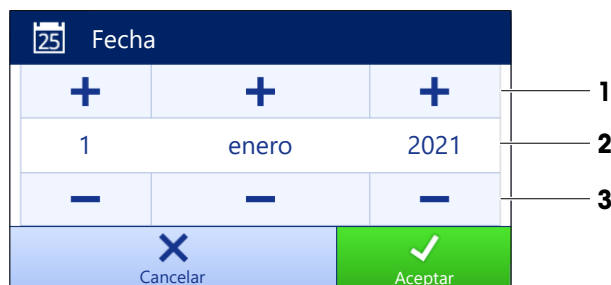 25 Fecha
+ + + 1
1 enero 2021 2
− − − 3
Cancelar Aceptar